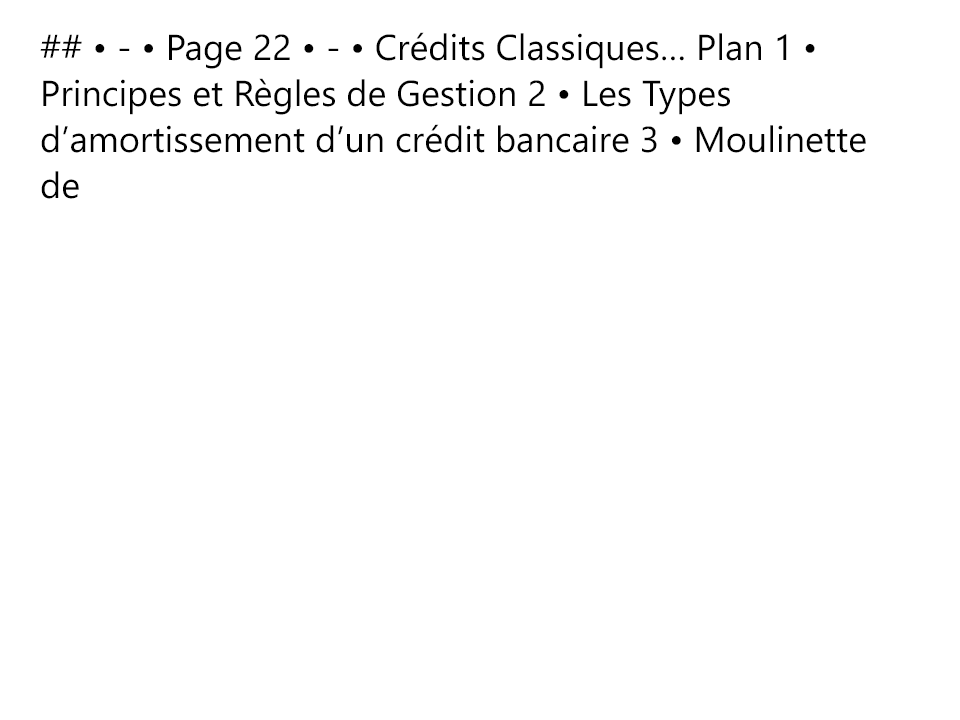 ## • - • Page 22 • - • Crédits Classiques… Plan 1 •
Principes et Règles de Gestion 2 • Les Types
d’amortissement d’un crédit bancaire 3 • Moulinette
de